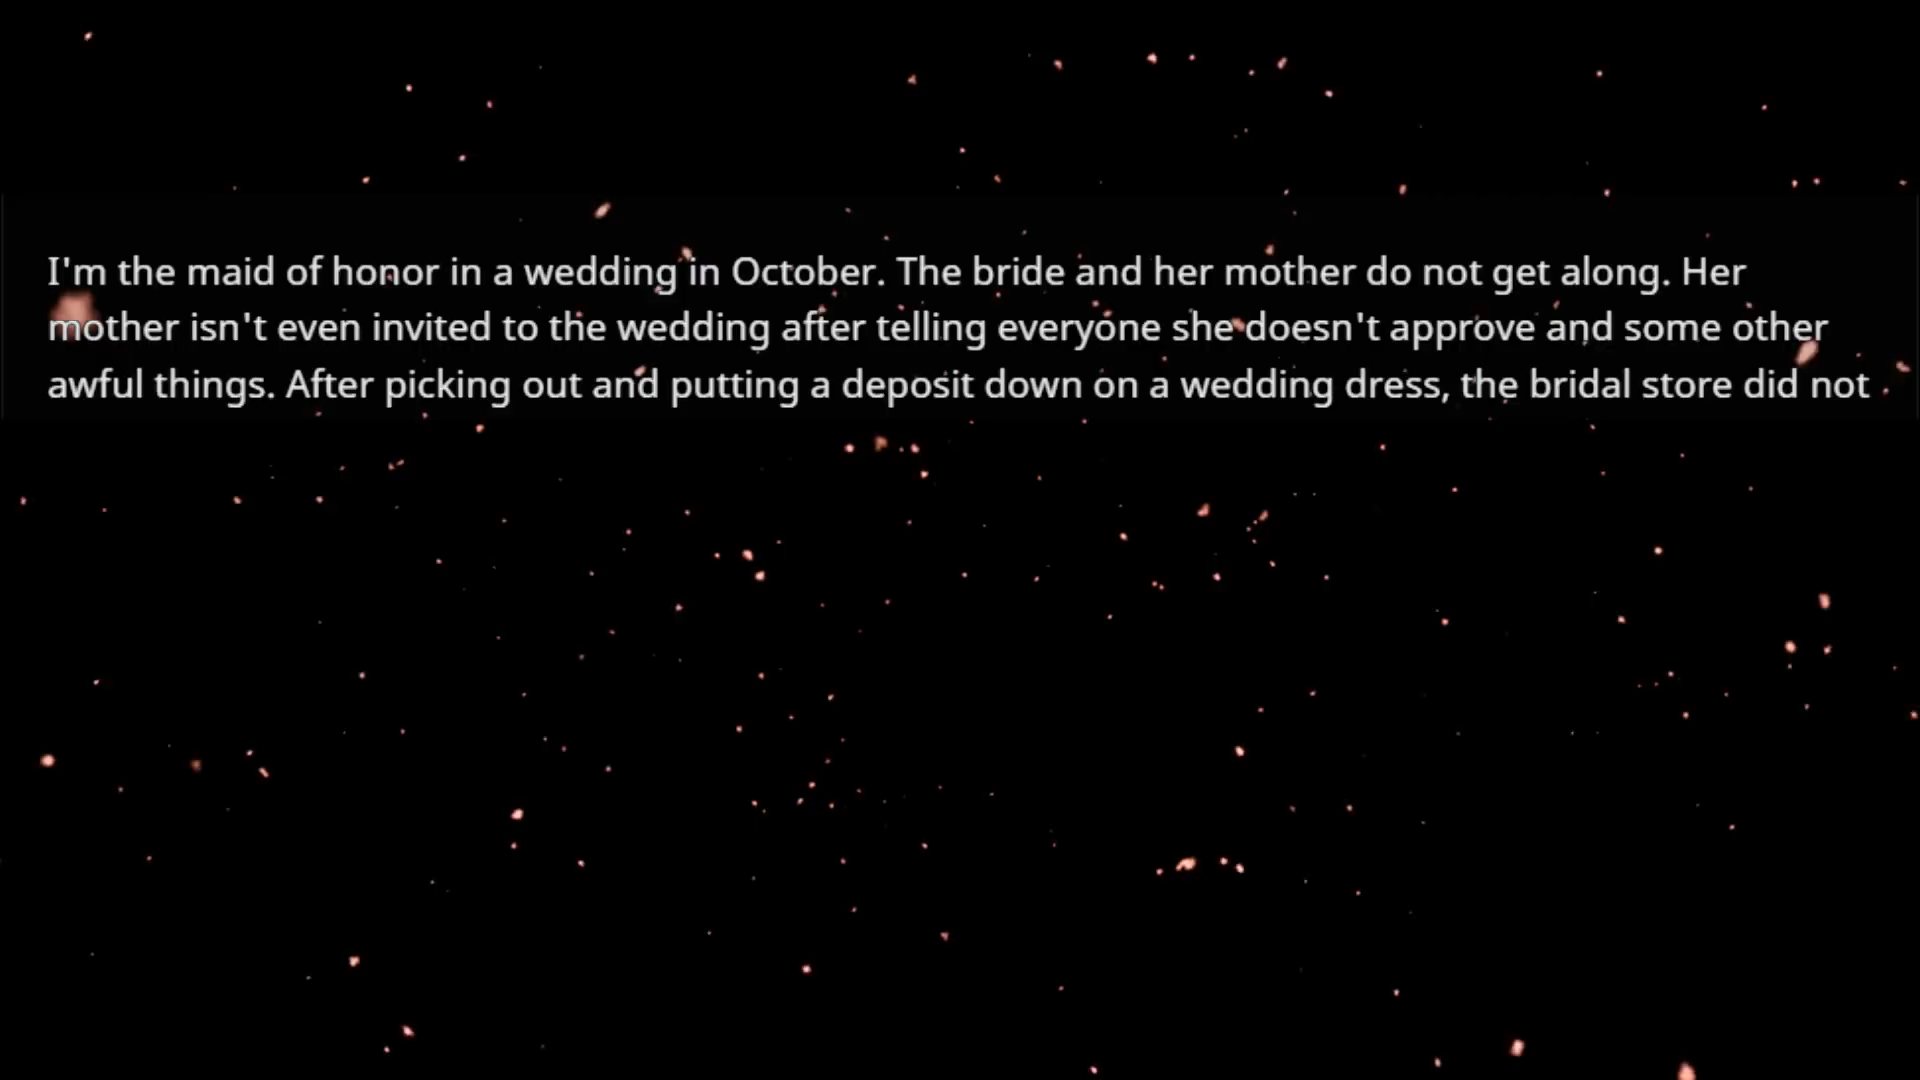 I'm the maid of honor in a wedding in October. The bride and her mother do not get along. Her
mother isn't even invited to the wedding after telling everyone she doesn't approve and some other
awful things. After picking out and putting a deposit down on a wedding dress, the bridal store did not